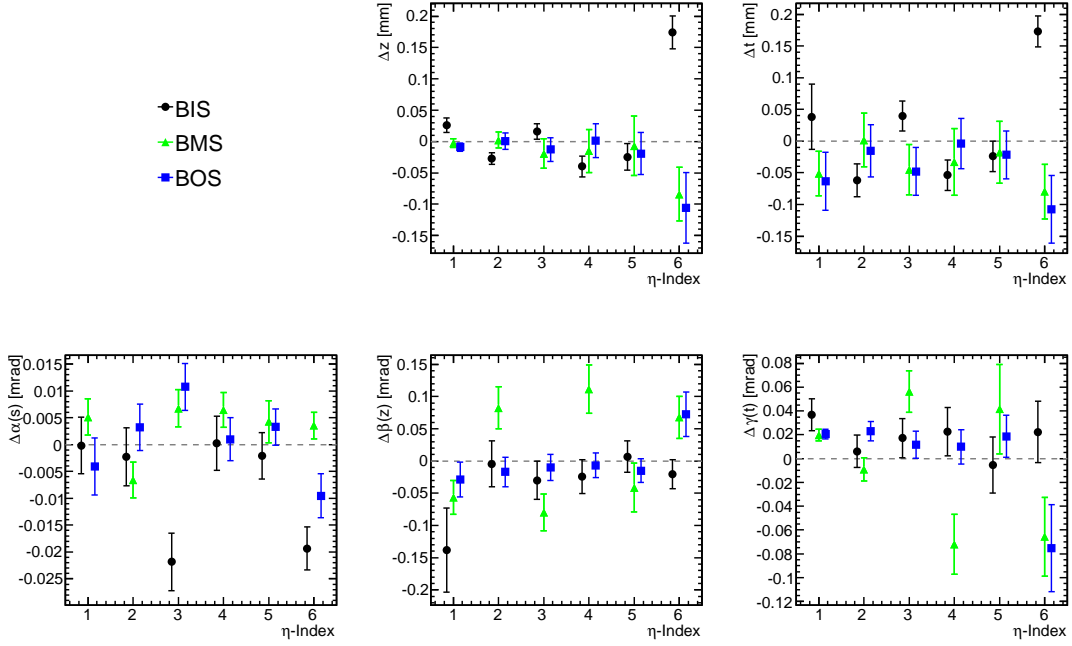 BIS
BMS
BOS
Δz [mm]
0.2
0.15
0.1
0.05
0
-0.05
-0.1
-0.15
1 2 3 4 5 6
η-Index
Δt [mm]
0.2
0.15
0.1
0.05
0
-0.05
-0.1
-0.15
1 2 3 4 5 6
η-Index
Δα(s) [mrad]
0.015
0.01
0.005
0
-0.005
-0.01
-0.015
-0.02
-0.025
1 2 3 4 5 6
η-Index
Δβ(z) [mrad]
0.15
0.1
0.05
0
-0.05
-0.1
-0.15
-0.2
1 2 3 4 5 6
η-Index
Δγ(t) [mrad]
0.08
0.06
0.04
0.02
0
-0.02
-0.04
-0.06
-0.08
-0.1
-0.12
1 2 3 4 5 6
η-Index